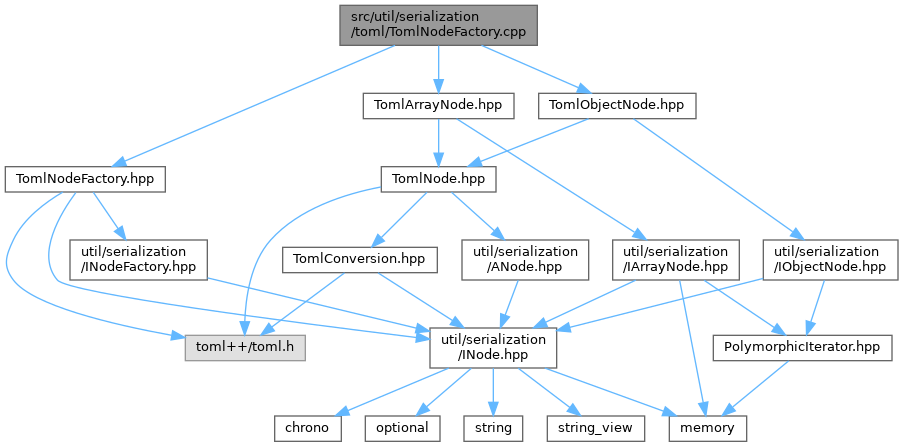 src/util/serialization
/toml/TomlNodeFactory.cpp
TomlArrayNode.hpp
TomlObjectNode.hpp
TomlNodeFactory.hpp
TomlNode.hpp
util/serialization
/INodeFactory.hpp
TomlConversion.hpp
util/serialization
/ANode.hpp
util/serialization
/IArrayNode.hpp
util/serialization
/IObjectNode.hpp
toml++/toml.h
util/serialization
/INode.hpp
PolymorphicIterator.hpp
chrono
optional
string
string_view
memory